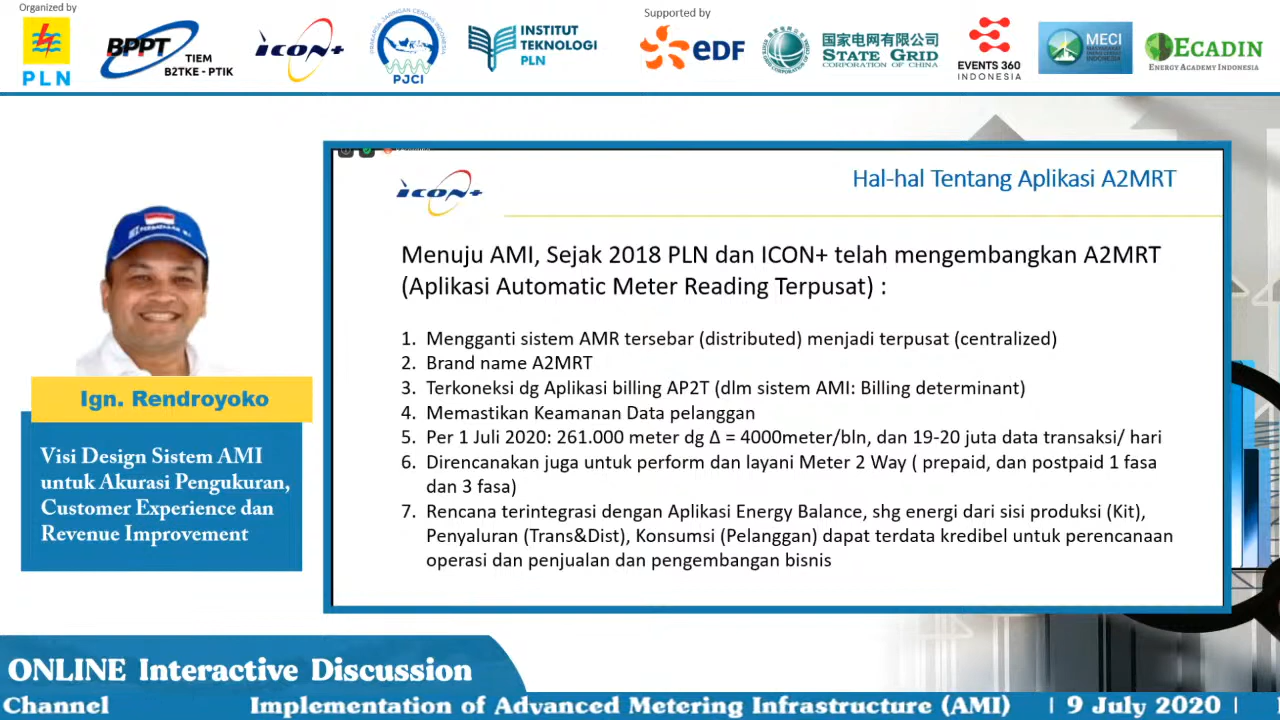 Organized by
PLN
BPPT
TIEM
B2TKE - PTIK
icon+
PRAKARSA JARINGAN CERDAS INDONESIA
PJCI
INSTITUT
TEKNOLOGI
PLN
Supported by
eDF
国家电网有限公司
STATE GRID
CORPORATION OF CHINA
EVENTS 360
INDONESIA
MECI
ECADIN
ENERGY ACADEMY INDONESIA
icon+
Hal-hal Tentang Aplikasi A2MRT
Menuju AMI, Sejak 2018 PLN dan ICON+ telah mengembangkan A2MRT
(Aplikasi Automatic Meter Reading Terpusat) :
1. Mengganti sistem AMR tersebar (distributed) menjadi terpusat (centralized)
2. Brand name A2MRT
3. Terkoneksi dg Aplikasi billing AP2T (dlm sistem AMI: Billing determinant)
4. Memastikan Keamanan Data pelanggan
5. Per 1 Juli 2020: 261.000 meter dg Δ = 4000meter/bln, dan 19-20 juta data transaksi/ hari
6. Direncanakan juga untuk perform dan layani Meter 2 Way ( prepaid, dan postpaid 1 fasa
dan 3 fasa)
7. Rencana terintegrasi dengan Aplikasi Energy Balance, shg energi dari sisi produksi (Kit),
Penyaluran (Trans&Dist), Konsumsi (Pelanggan) dapat terdata kredibel untuk perencanaan
operasi dan penjualan dan pengembangan bisnis
Ign. Rendroyoko
Visi Design Sistem AMI
untuk Akurasi Pengukuran,
Customer Experience dan
Revenue Improvement
ONLINE Interactive Discussion
Channel Implementation of Advanced Metering Infrastructure (AMI) | 9 July 2020 |